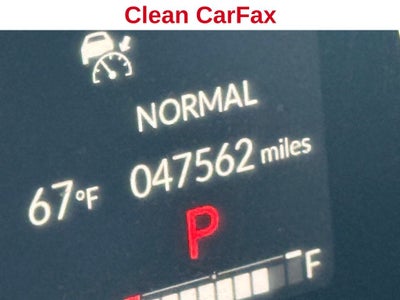 Clean CarFax
NORMAL
67°F 047562 miles
P
F